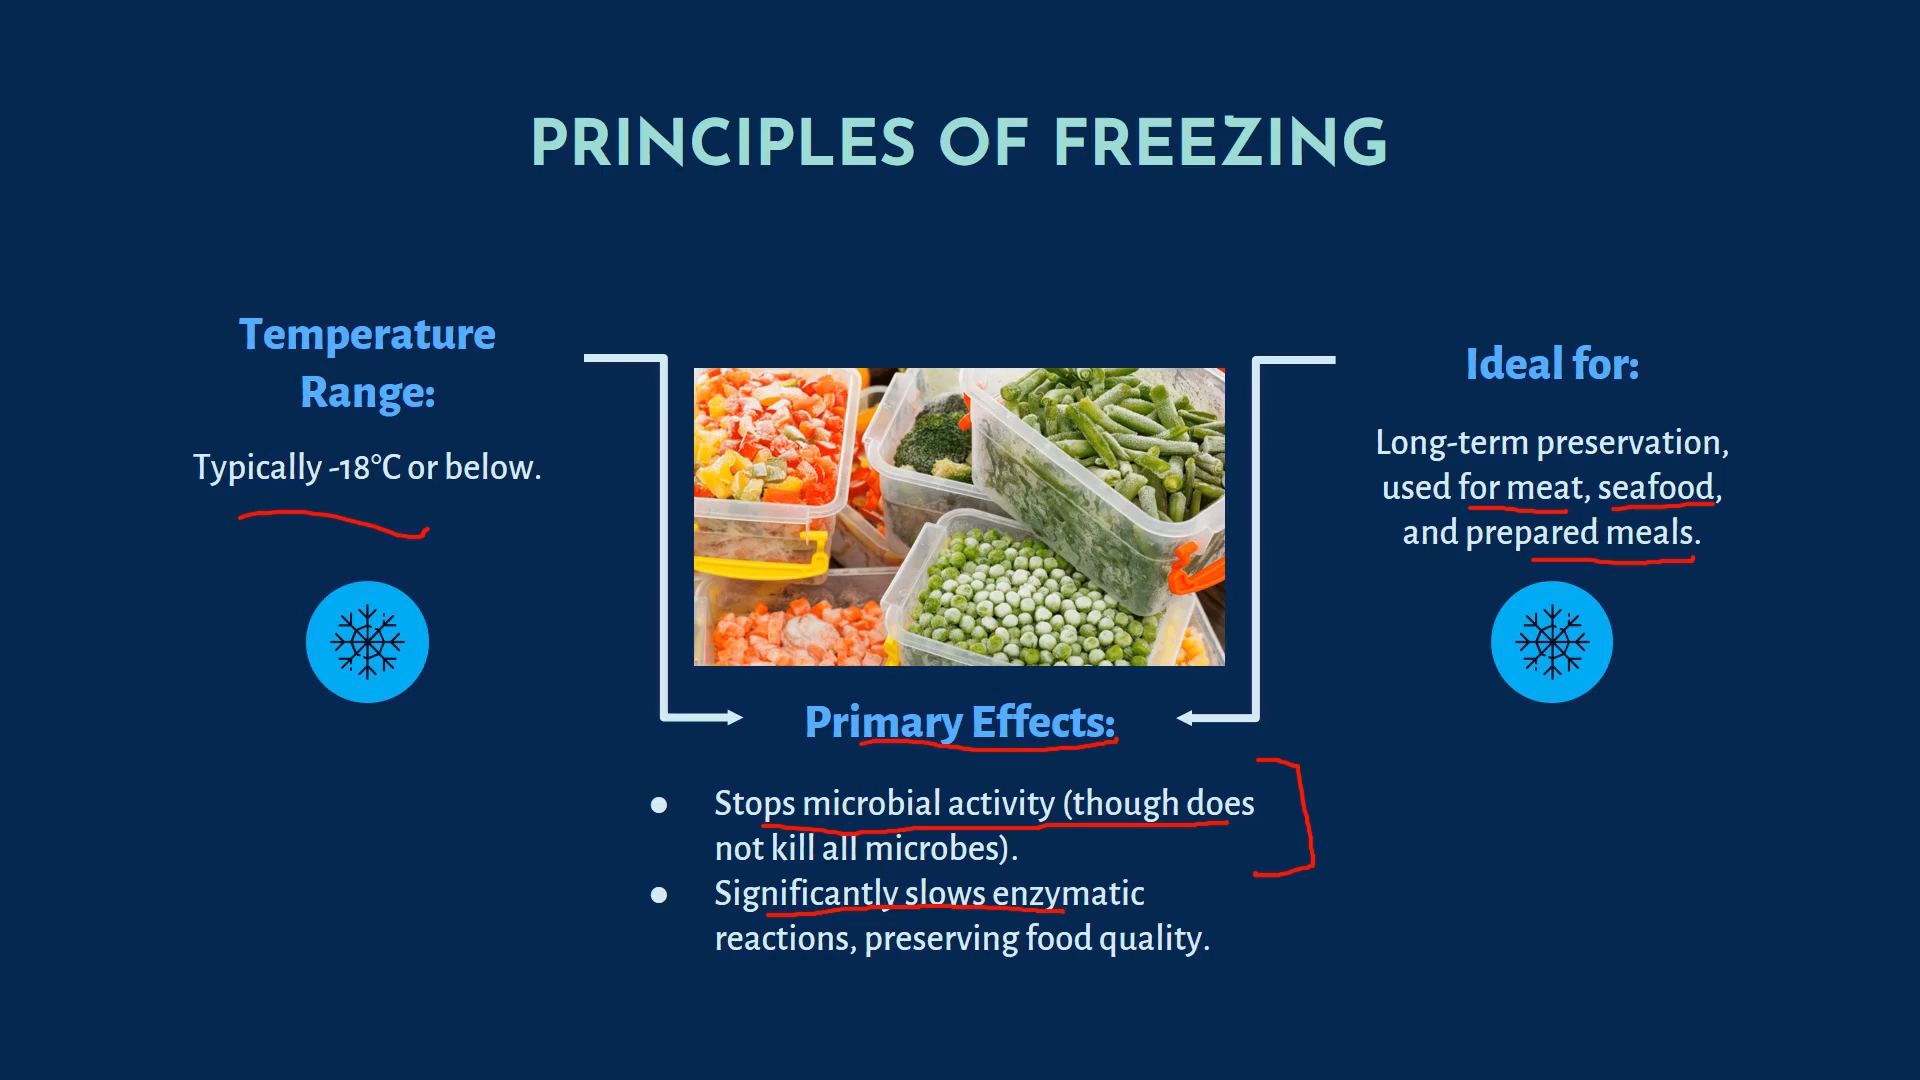 PRINCIPLES OF FREEZING
Temperature
Range:
Typically -18°C or below.
Ideal for:
Long-term preservation,
used for meat, seafood,
and prepared meals.
Primary Effects:
● Stops microbial activity (though does
not kill all microbes).
● Significantly slows enzymatic
reactions, preserving food quality.